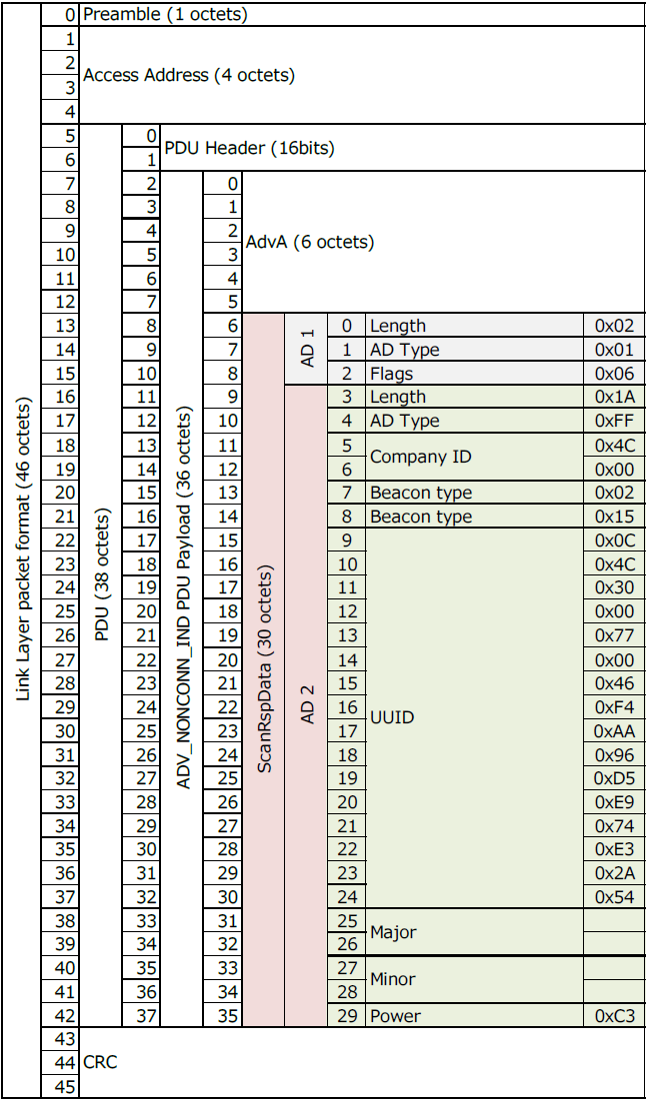 Link Layer packet format (46 octets)
0 Preamble (1 octets)
1
2
Access Address (4 octets)
3
4
PDU (38 octets)
5 0
PDU Header (16bits)
6 1
ADV_NONCONN_IND PDU Payload (36 octets)
7 2 0
8 3 1
9 4 2
AdvA (6 octets)
10 5 3
11 6 4
12 7 5
ScanRspData (30 octets)
AD 1
13 8 6 0 Length 0x02
14 9 7 1 AD Type 0x01
15 10 8 2 Flags 0x06
AD 2
16 11 9 3 Length 0x1A
17 12 10 4 AD Type 0xFF
18 13 11 5 0x4C
Company ID
19 14 12 6 0x00
20 15 13 7 Beacon type 0x02
21 16 14 8 Beacon type 0x15
22 17 15 9 0x0C
23 18 16 10 0x4C
24 19 17 11 0x30
25 20 18 12 0x00
26 21 19 13 0x77
27 22 20 14 0x00
28 23 21 15 0x46
29 24 22 16 0xF4
UUID
30 25 23 17 0xAA
31 26 24 18 0x96
32 27 25 19 0xD5
33 28 26 20 0xE9
34 29 27 21 0x74
35 30 28 22 0xE3
36 31 29 23 0x2A
37 32 30 24 0x54
38 33 31 25
Major
39 34 32 26
40 35 33 27
Minor
41 36 34 28
42 37 35 29 Power 0xC3
43
44 CRC
45